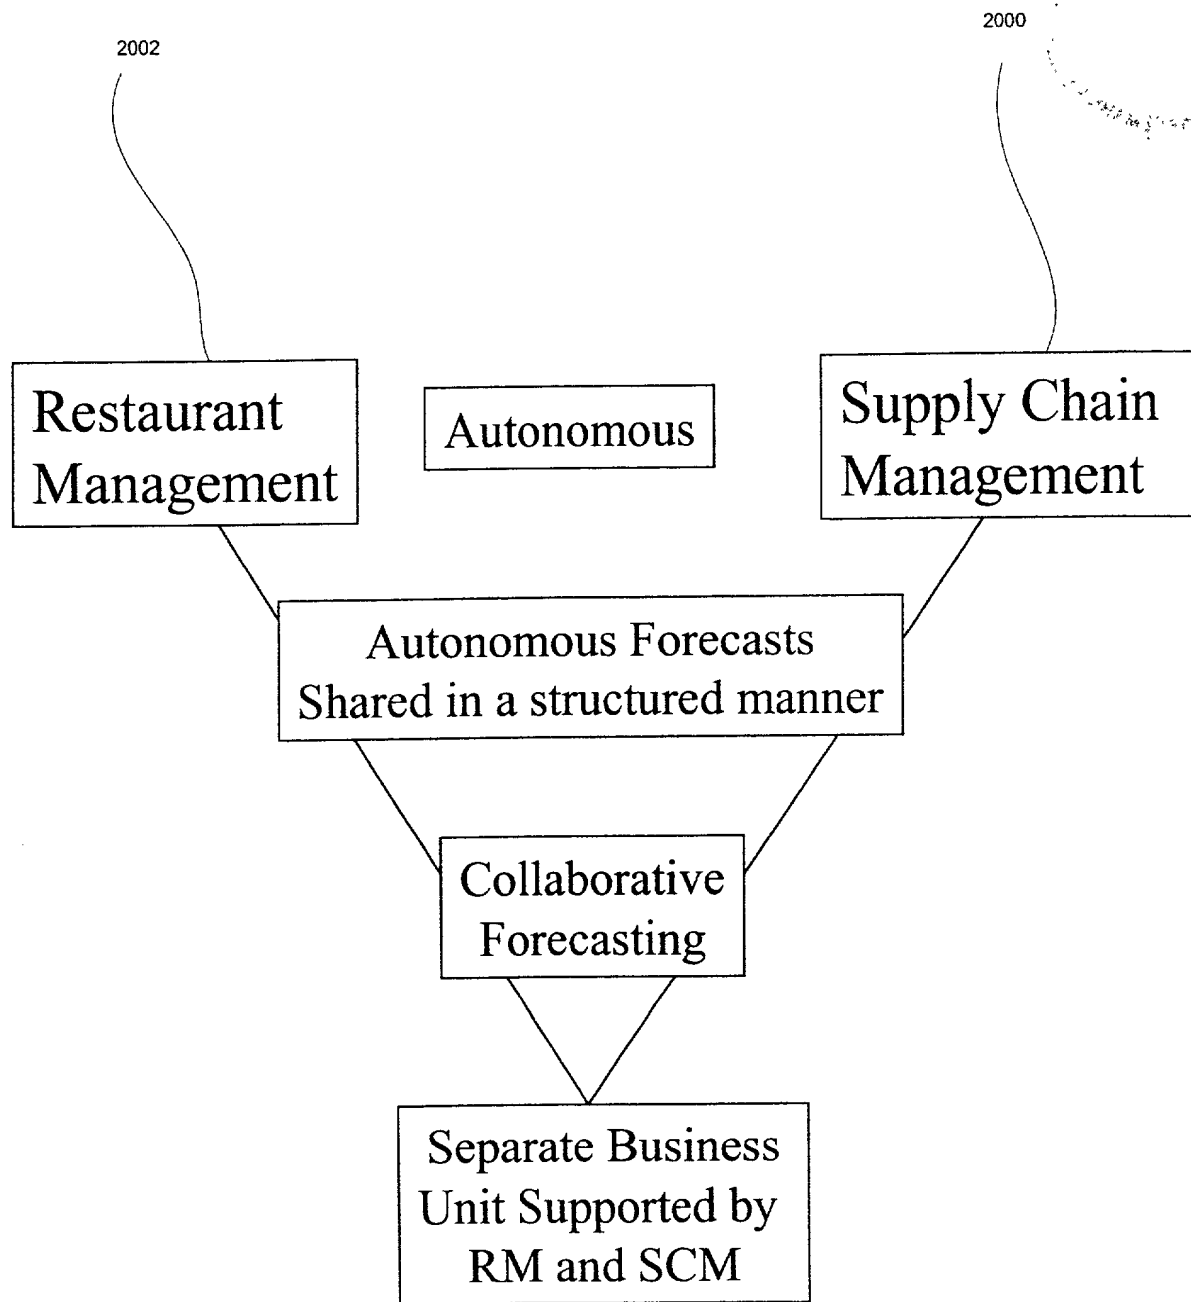 2002
2000
Restaurant
Management
Autonomous
Supply Chain
Management
Autonomous Forecasts
Shared in a structured manner
Collaborative
Forecasting
Separate Business
Unit Supported by
RM and SCM